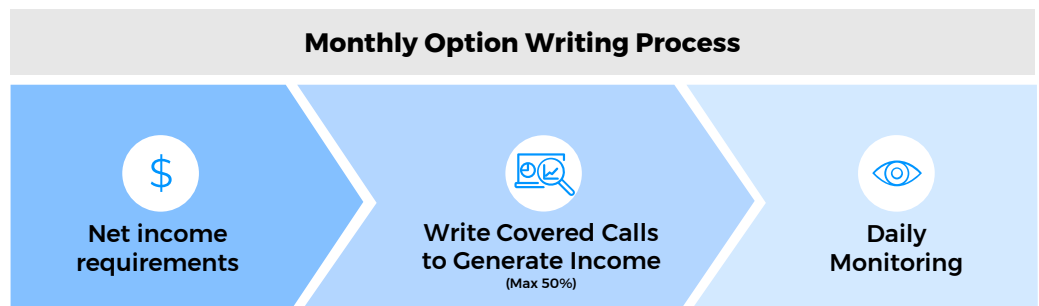 Monthly Option Writing Process
$
Net income
requirements
Write Covered Calls
to Generate Income
(Max 50%)
Daily
Monitoring